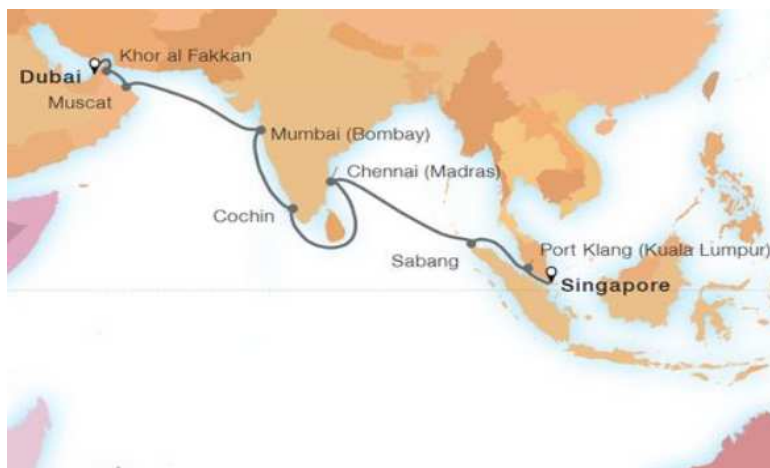 Khor al Fakkan
Dubai
Muscat
Mumbai (Bombay)
Chennai (Madras)
Cochin
Sabang
Port Klang (Kuala Lumpur)
Singapore